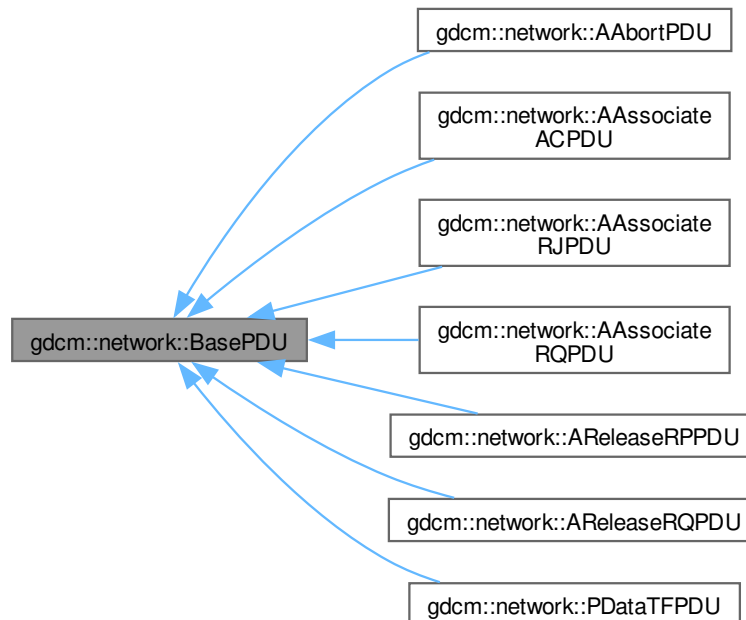 gdcm::network::AAbortPDU
gdcm::network::AAssociate
ACPDU
gdcm::network::AAssociate
RJPDU
gdcm::network::BasePDU
gdcm::network::AAssociate
RQPDU
gdcm::network::AReleaseRPPDU
gdcm::network::AReleaseRQPDU
gdcm::network::PDataTFPDU